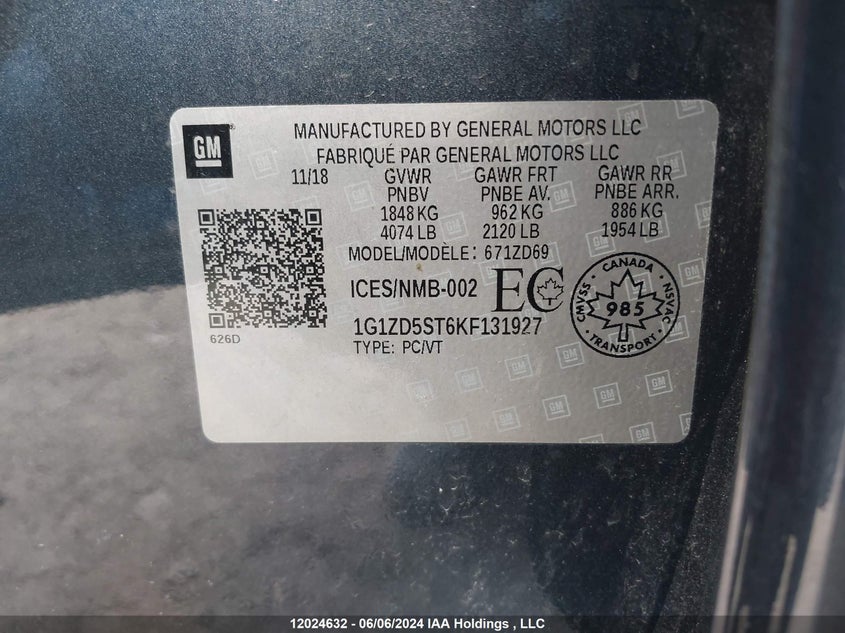 GM
MANUFACTURED BY GENERAL MOTORS LLC
FABRIQUÉ PAR GENERAL MOTORS LLC
11/18 GVWR GAWR FRT GAWR RR
PNBV PNBE AV. PNBE ARR.
1848 KG 962 KG 886 KG
4074 LB 2120 LB 1954 LB
MODEL/MODÈLE: 671ZD69
ICES/NMB-002 EC
1G1ZD5ST6KF131927
TYPE: PC/VT
626D
CANADA
CMVSS
985
NSVAC
TRANSPORT
12024632 - 06/06/2024 IAA Holdings , LLC